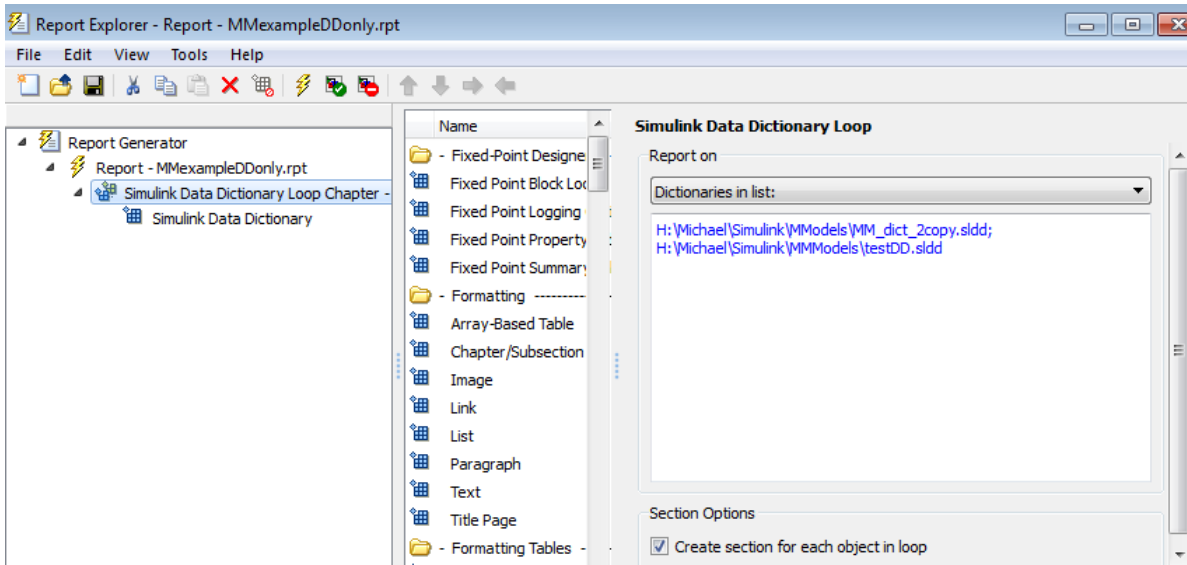 Report Explorer - Report - MMexampleDDonly.rpt
File Edit View Tools Help
Report Generator
Report - MMexampleDDonly.rpt
Simulink Data Dictionary Loop Chapter -
Simulink Data Dictionary
Name
- Fixed-Point Designe
Fixed Point Block Loo
Fixed Point Logging
Fixed Point Property
Fixed Point Summar
- Formatting ----------
Array-Based Table
Chapter/Subsection
Image
Link
List
Paragraph
Text
Title Page
- Formatting Tables -
Simulink Data Dictionary Loop
Report on
Dictionaries in list:
H:\Michael\Simulink\MModels\MM_dict_2copy.sldd;
H:\Michael\Simulink\MMModels\testDD.sldd
Section Options
Create section for each object in loop